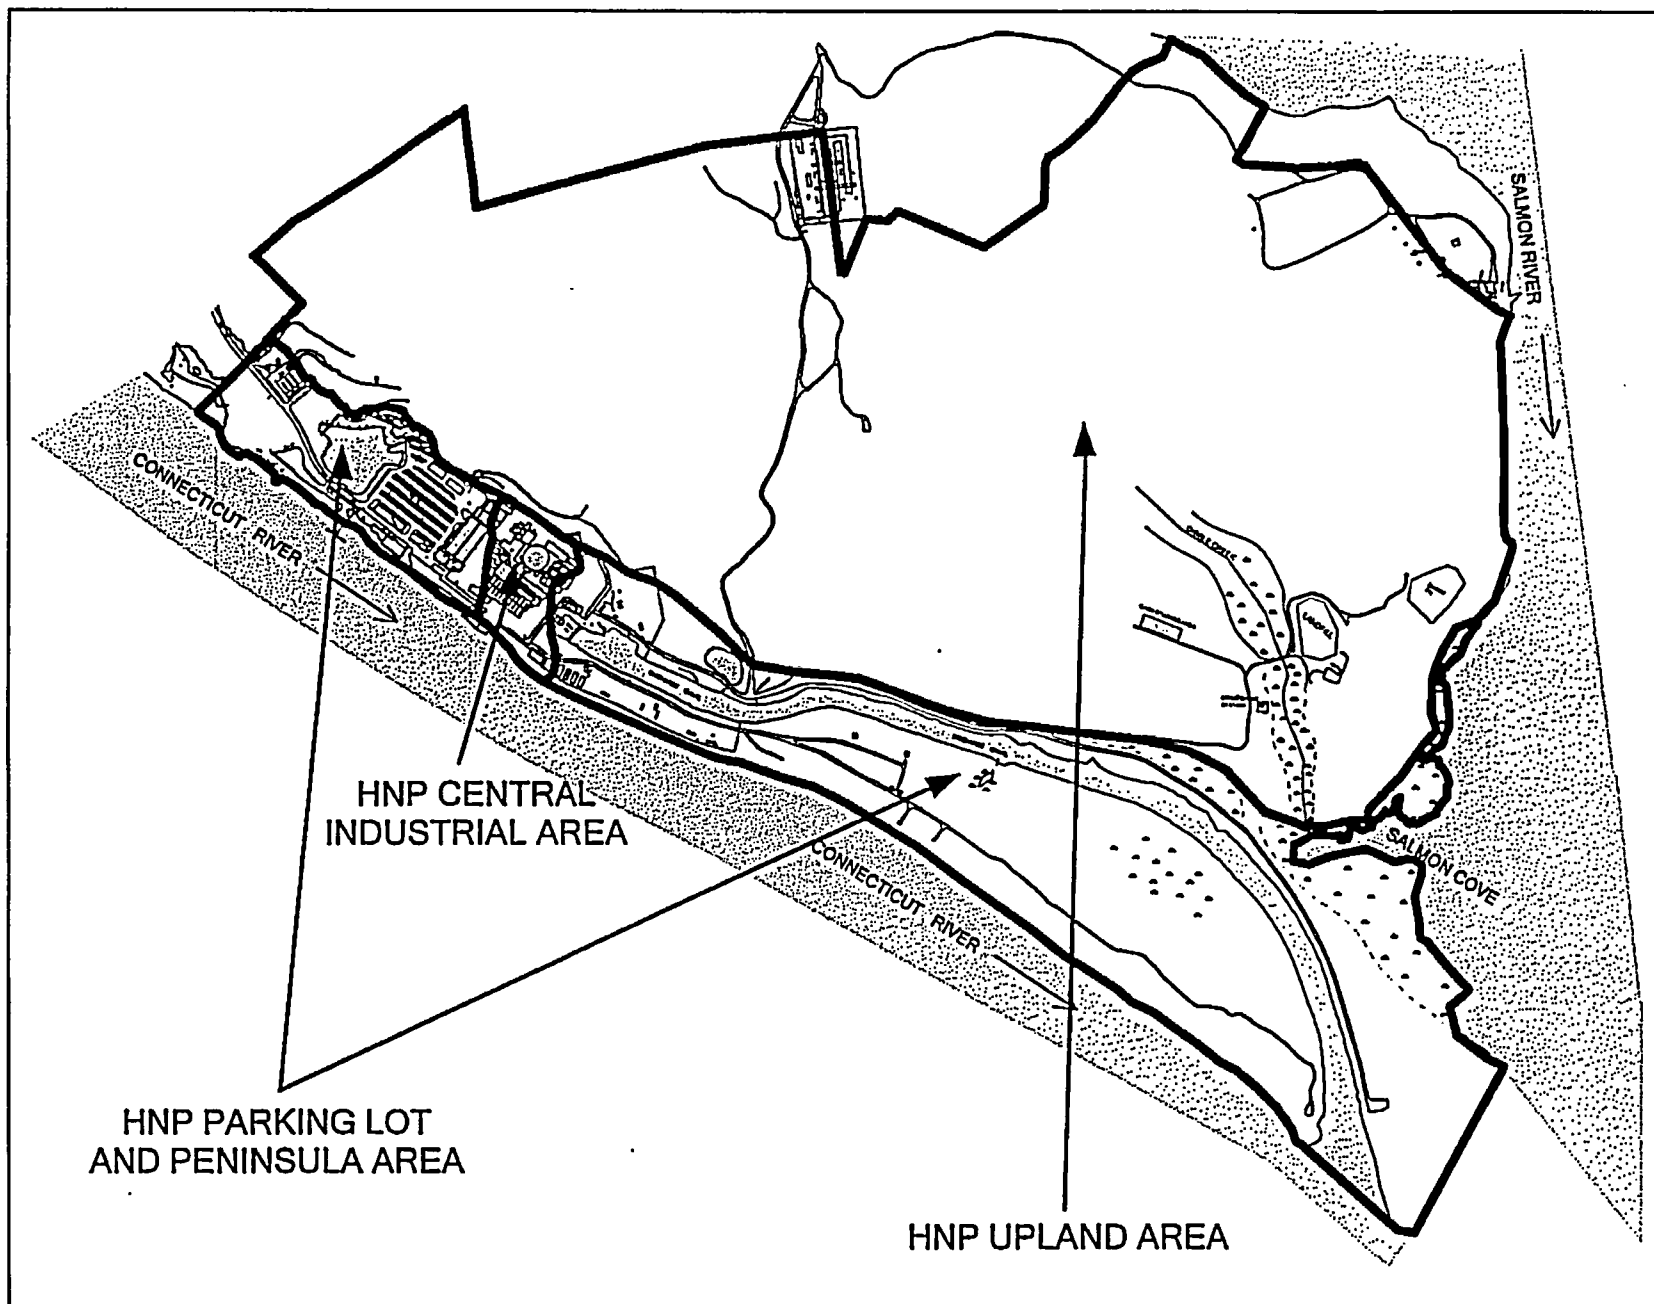 SALMON RIVER
CONNECTICUT RIVER
LANDFILL
HNP CENTRAL
INDUSTRIAL AREA
CONNECTICUT RIVER
SALMON COVE
HNP PARKING LOT
AND PENINSULA AREA
HNP UPLAND AREA